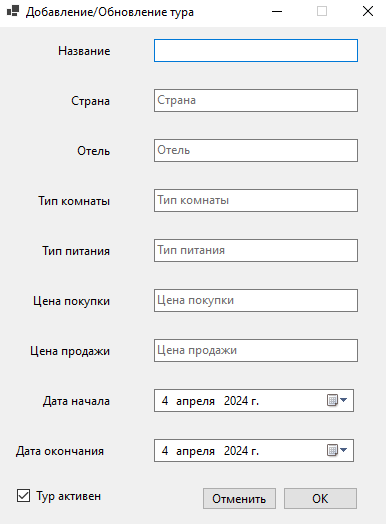 Добавление/Обновление тура
Название
Страна Страна
Отель Отель
Тип комнаты Тип комнаты
Тип питания Тип питания
Цена покупки Цена покупки
Цена продажи Цена продажи
Дата начала 4 апреля 2024 г.
Дата окончания 4 апреля 2024 г.
Тур активен Отменить ОК